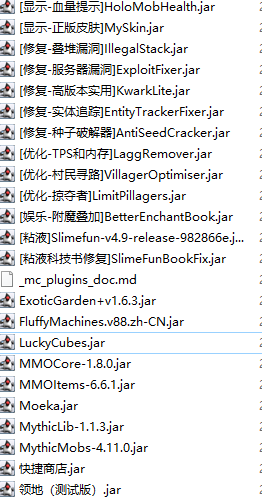 [显示-血量提示]HoloMobHealth.jar
[显示-正版皮肤]MySkin.jar
[修复-叠堆漏洞]IllegalStack.jar
[修复-服务器漏洞]ExploitFixer.jar
[修复-高版本实用]KwarkLite.jar
[修复-实体追踪]EntityTrackerFixer.jar
[修复-种子破解器]AntiSeedCracker.jar
[优化-TPS和内存]LaggRemover.jar
[优化-村民寻路]VillagerOptimiser.jar
[优化-掠夺者]LimitPillagers.jar
[娱乐-附魔叠加]BetterEnchantBook.jar
[粘液]Slimefun-v4.9-release-982866e.j...
[粘液科技书修复]SlimeFunBookFix.jar
_mc_plugins_doc.md
ExoticGarden+v1.6.3.jar
FluffyMachines.v88.zh-CN.jar
LuckyCubes.jar
MMOCore-1.8.0.jar
MMOItems-6.6.1.jar
Moeka.jar
MythicLib-1.1.3.jar
MythicMobs-4.11.0.jar
快捷商店.jar
领地（测试版）.jar